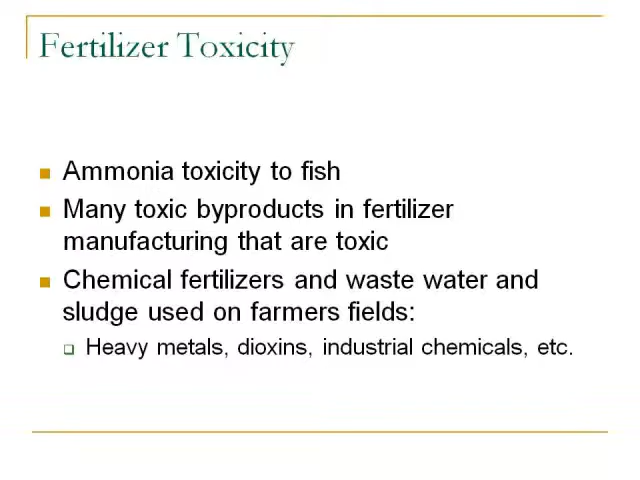 Fertilizer Toxicity
Ammonia toxicity to fish
Many toxic byproducts in fertilizer
manufacturing that are toxic
Chemical fertilizers and waste water and
sludge used on farmers fields:
Heavy metals, dioxins, industrial chemicals, etc.